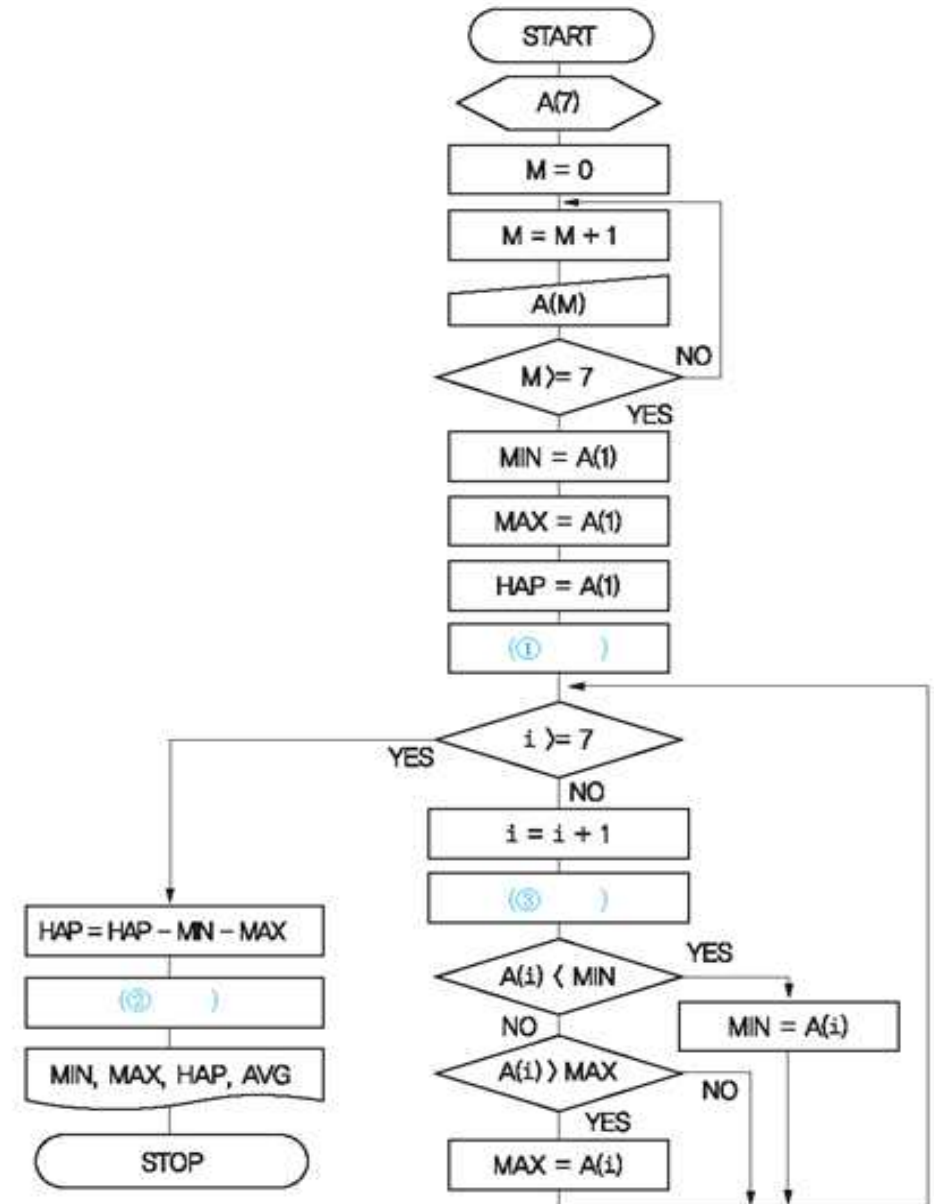 START
A(7)
M = 0
M = M + 1
A(M)
M >= 7
NO
YES
MIN = A(1)
MAX = A(1)
HAP = A(1)
(① )
i >= 7
YES
NO
i = i + 1
(③ )
A(i) < MIN
YES
NO
MIN = A(i)
A(i) > MAX
NO
YES
MAX = A(i)
HAP = HAP - MIN - MAX
(② )
MIN, MAX, HAP, AVG
STOP